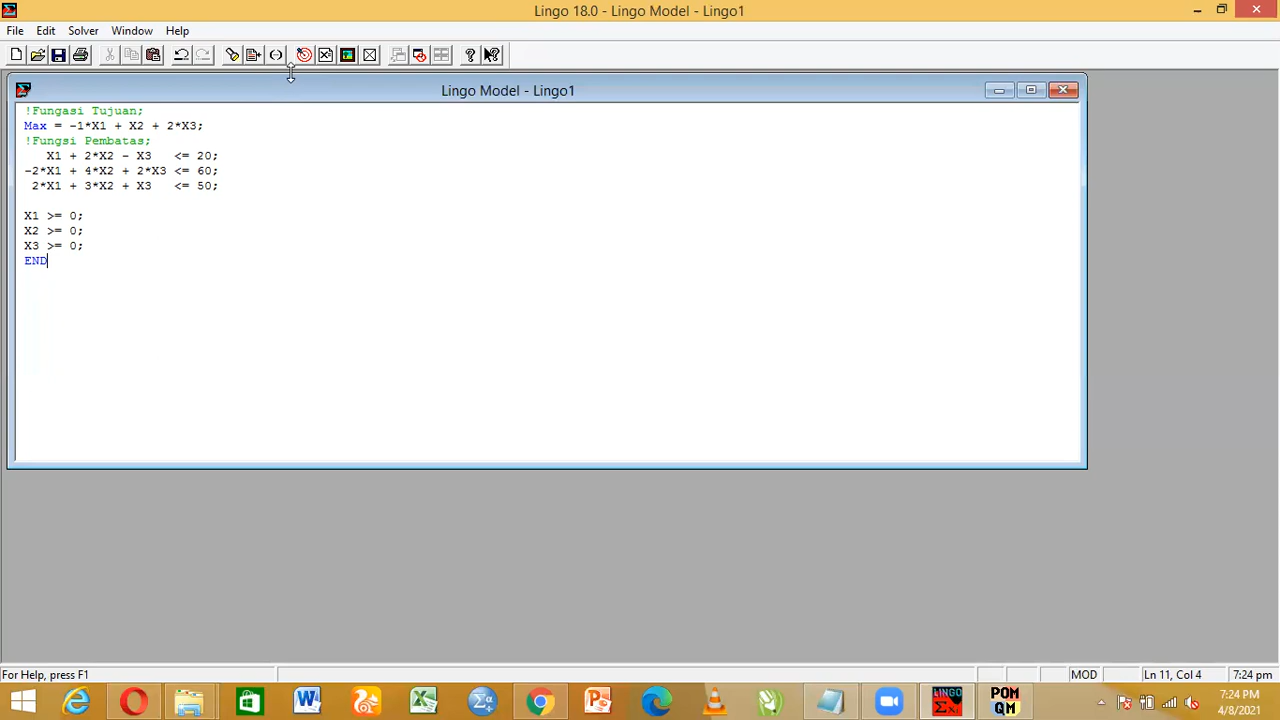 Lingo 18.0 - Lingo Model - Lingo1
File Edit Solver Window Help
Lingo Model - Lingo1
!Fungasi Tujuan;
Max = -1*X1 + X2 + 2*X3;
!Fungsi Pembatas;
X1 + 2*X2 - X3 <= 20;
-2*X1 + 4*X2 + 2*X3 <= 60;
2*X1 + 3*X2 + X3 <= 50;
X1 >= 0;
X2 >= 0;
X3 >= 0;
END
For Help, press F1
MOD
Ln 11, Col 4
7:24 pm
LINGO
POM
QM
7:24 PM
4/8/2021